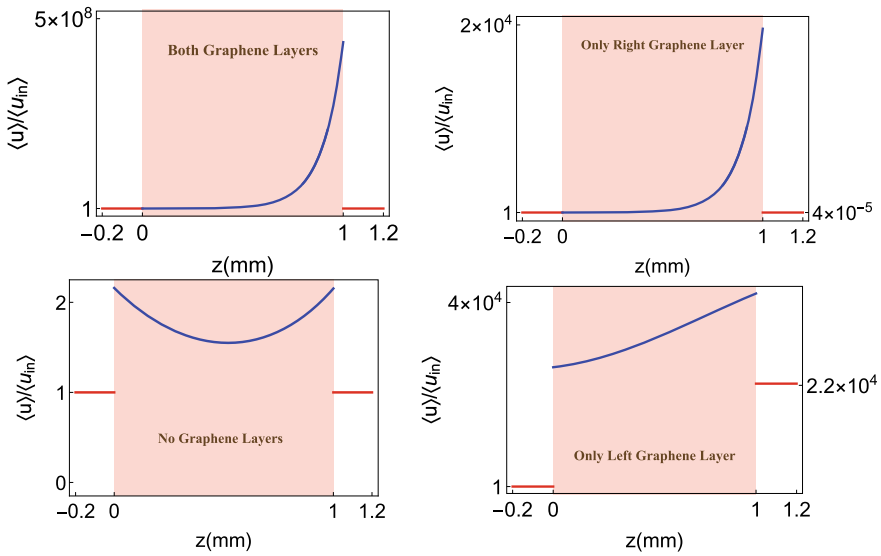 5×10⁸
Both Graphene Layers
⟨u⟩/⟨u_in⟩
1
−0.2 0 1 1.2
z(mm)
2×10⁴
Only Right Graphene Layer
⟨u⟩/⟨u_in⟩
1
4×10⁻⁵
−0.2 0 1 1.2
z(mm)
2
⟨u⟩/⟨u_in⟩
1
No Graphene Layers
0
−0.2 0 1 1.2
z(mm)
4×10⁴
⟨u⟩/⟨u_in⟩
2.2×10⁴
Only Left Graphene Layer
1
−0.2 0 1 1.2
z(mm)